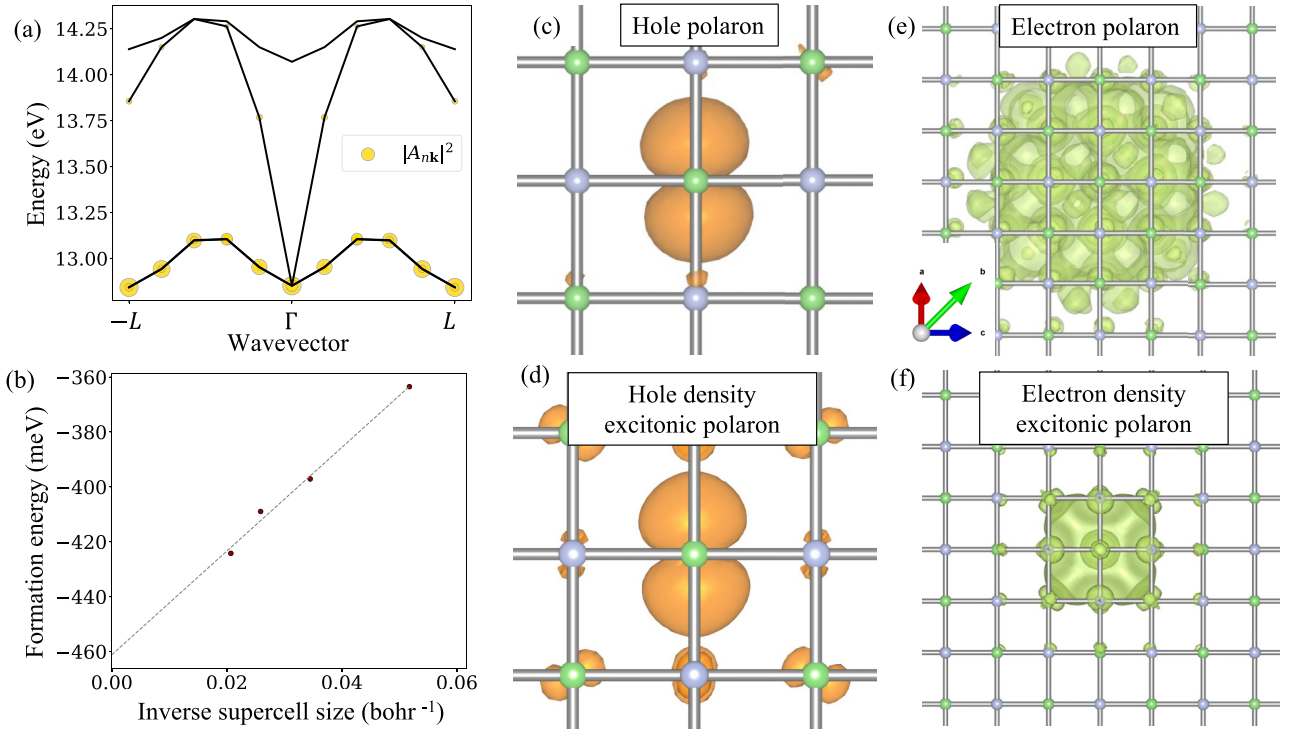 (a)
14.25
14.00
13.75
13.50
13.25
13.00
Energy (eV)
|A_{n𝐤}|²
−L
Γ
L
Wavevector
(b)
−360
−380
−400
−420
−440
−460
Formation energy (meV)
0.00
0.02
0.04
0.06
Inverse supercell size (bohr⁻¹)
(c)
Hole polaron
(d)
Hole density
excitonic polaron
(e)
Electron polaron
a
b
c
(f)
Electron density
excitonic polaron